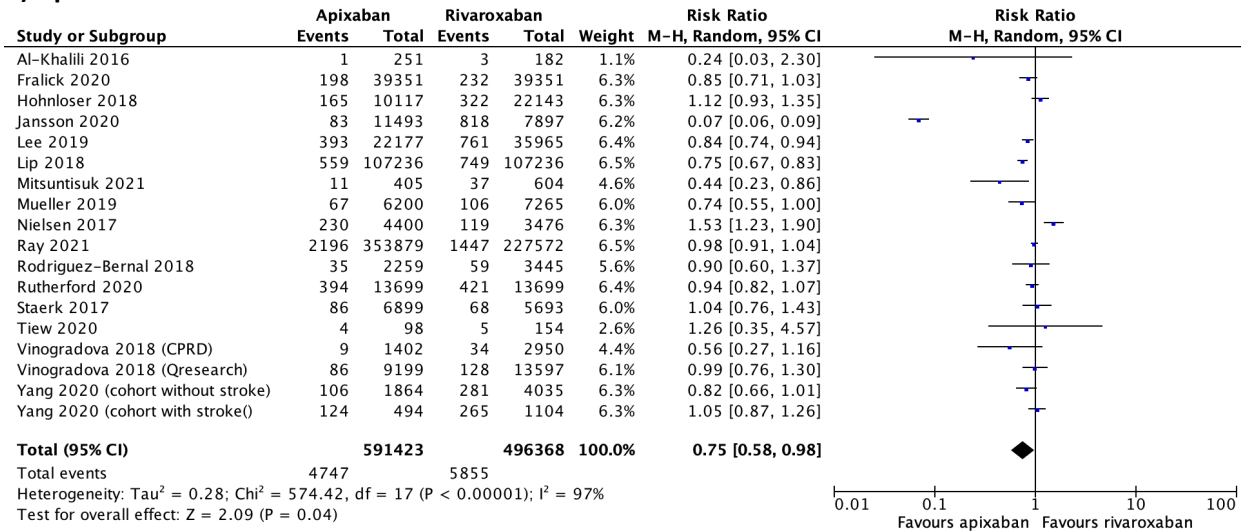 Apixaban Rivaroxaban Risk Ratio Risk Ratio
Study or Subgroup Events Total Events Total Weight M-H, Random, 95% CI M-H, Random, 95% CI
Al-Khalili 2016 1 251 3 182 1.1% 0.24 [0.03, 2.30]
Fralick 2020 198 39351 232 39351 6.3% 0.85 [0.71, 1.03]
Hohnloser 2018 165 10117 322 22143 6.3% 1.12 [0.93, 1.35]
Jansson 2020 83 11493 818 7897 6.2% 0.07 [0.06, 0.09]
Lee 2019 393 22177 761 35965 6.4% 0.84 [0.74, 0.94]
Lip 2018 559 107236 749 107236 6.5% 0.75 [0.67, 0.83]
Mitsuntisuk 2021 11 405 37 604 4.6% 0.44 [0.23, 0.86]
Mueller 2019 67 6200 106 7265 6.0% 0.74 [0.55, 1.00]
Nielsen 2017 230 4400 119 3476 6.3% 1.53 [1.23, 1.90]
Ray 2021 2196 353879 1447 227572 6.5% 0.98 [0.91, 1.04]
Rodriguez-Bernal 2018 35 2259 59 3445 5.6% 0.90 [0.60, 1.37]
Rutherford 2020 394 13699 421 13699 6.4% 0.94 [0.82, 1.07]
Staerk 2017 86 6899 68 5693 6.0% 1.04 [0.76, 1.43]
Tiew 2020 4 98 5 154 2.6% 1.26 [0.35, 4.57]
Vinogradova 2018 (CPRD) 9 1402 34 2950 4.4% 0.56 [0.27, 1.16]
Vinogradova 2018 (Qresearch) 86 9199 128 13597 6.1% 0.99 [0.76, 1.30]
Yang 2020 (cohort without stroke) 106 1864 281 4035 6.3% 0.82 [0.66, 1.01]
Yang 2020 (cohort with stroke() 124 494 265 1104 6.3% 1.05 [0.87, 1.26]
Total (95% CI) 591423 496368 100.0% 0.75 [0.58, 0.98]
Total events 4747 5855
Heterogeneity: Tau² = 0.28; Chi² = 574.42, df = 17 (P < 0.00001); I² = 97%
Test for overall effect: Z = 2.09 (P = 0.04)
0.01 0.1 1 10 100
Favours apixaban Favours rivaroxaban